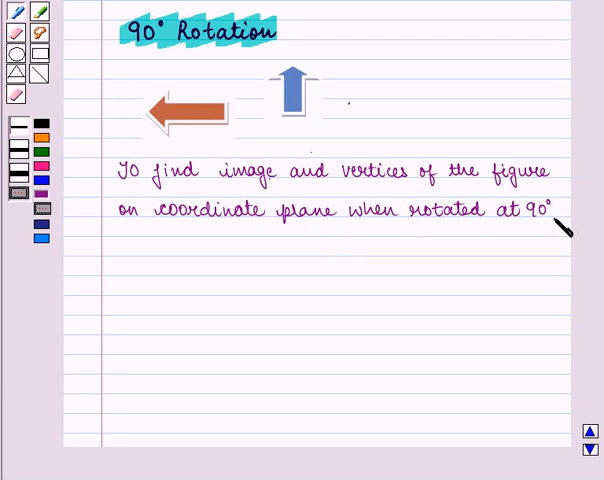 90° Rotation
To find image and vertices of the figure
on coordinate plane when rotated at 90°